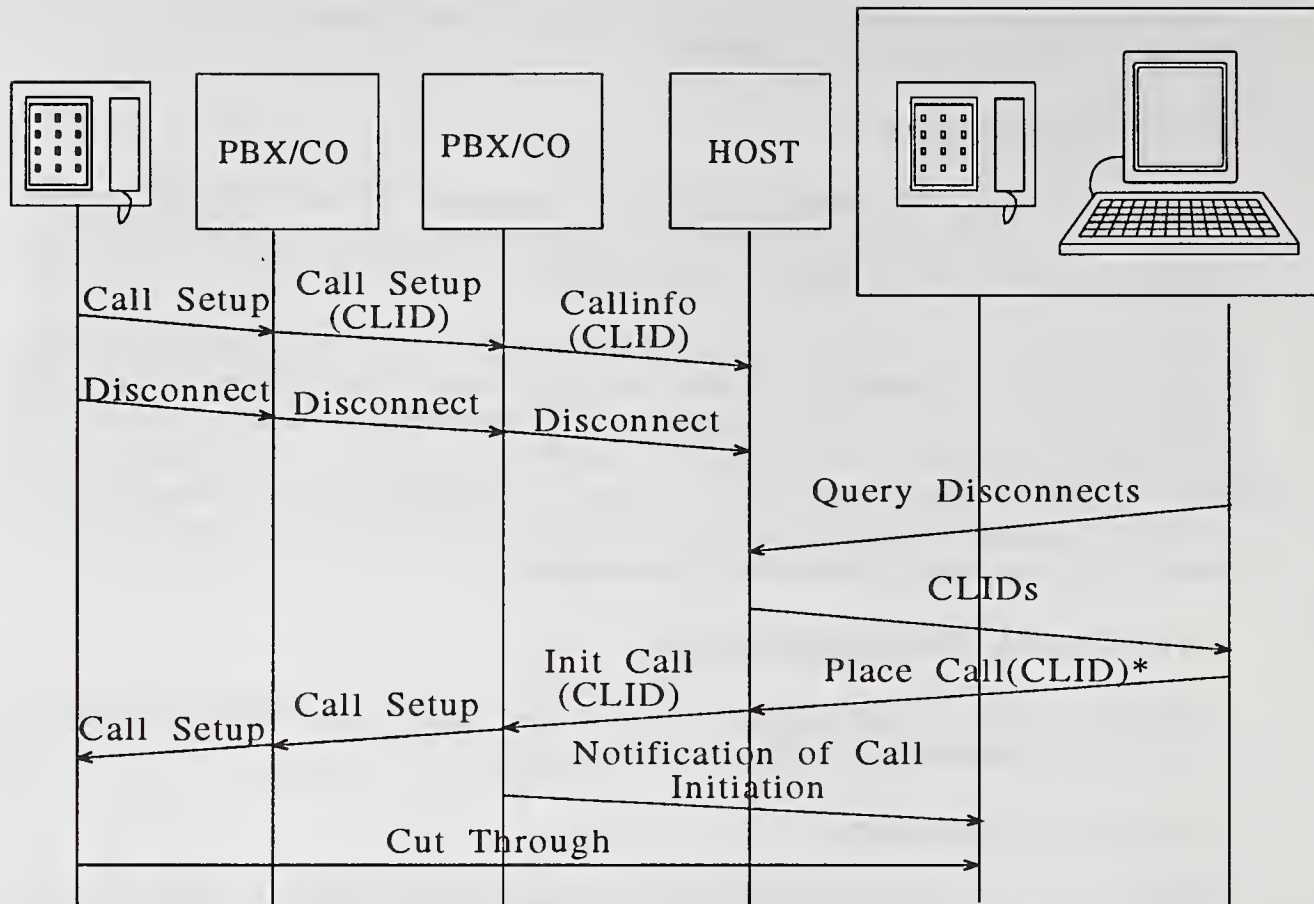 PBX/CO
PBX/CO
HOST
Call Setup
Call Setup
(CLID)
Callinfo
(CLID)
Disconnect
Disconnect
Disconnect
Query Disconnects
CLIDs
Place Call(CLID)*
Init Call
(CLID)
Call Setup
Call Setup
Notification of Call
Initiation
Cut Through